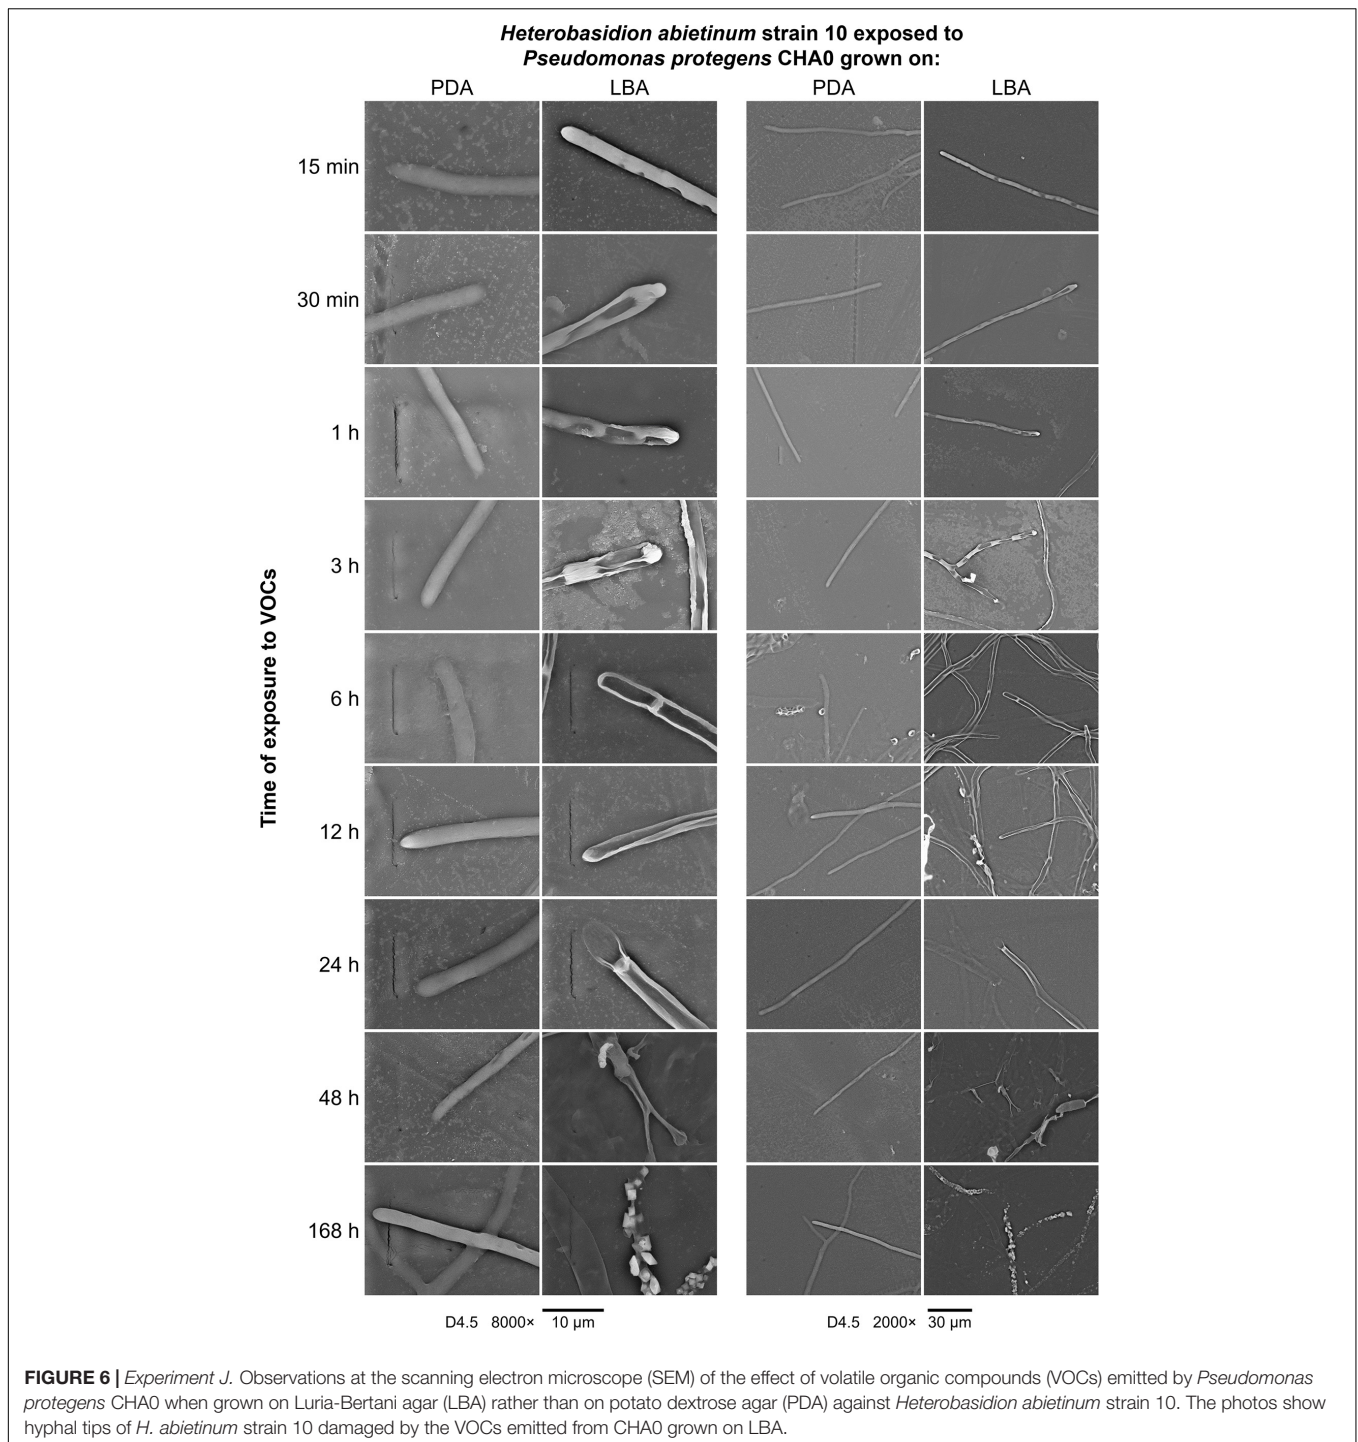 Heterobasidion abietinum strain 10 exposed to
Pseudomonas protegens CHA0 grown on:
PDA LBA PDA LBA
15 min
30 min
1 h
3 h
Time of exposure to VOCs
6 h
12 h
24 h
48 h
168 h
D4.5 8000× 10 µm D4.5 2000× 30 µm
FIGURE 6 | Experiment J. Observations at the scanning electron microscope (SEM) of the effect of volatile organic compounds (VOCs) emitted by Pseudomonas
protegens CHA0 when grown on Luria-Bertani agar (LBA) rather than on potato dextrose agar (PDA) against Heterobasidion abietinum strain 10. The photos show
hyphal tips of H. abietinum strain 10 damaged by the VOCs emitted from CHA0 grown on LBA.